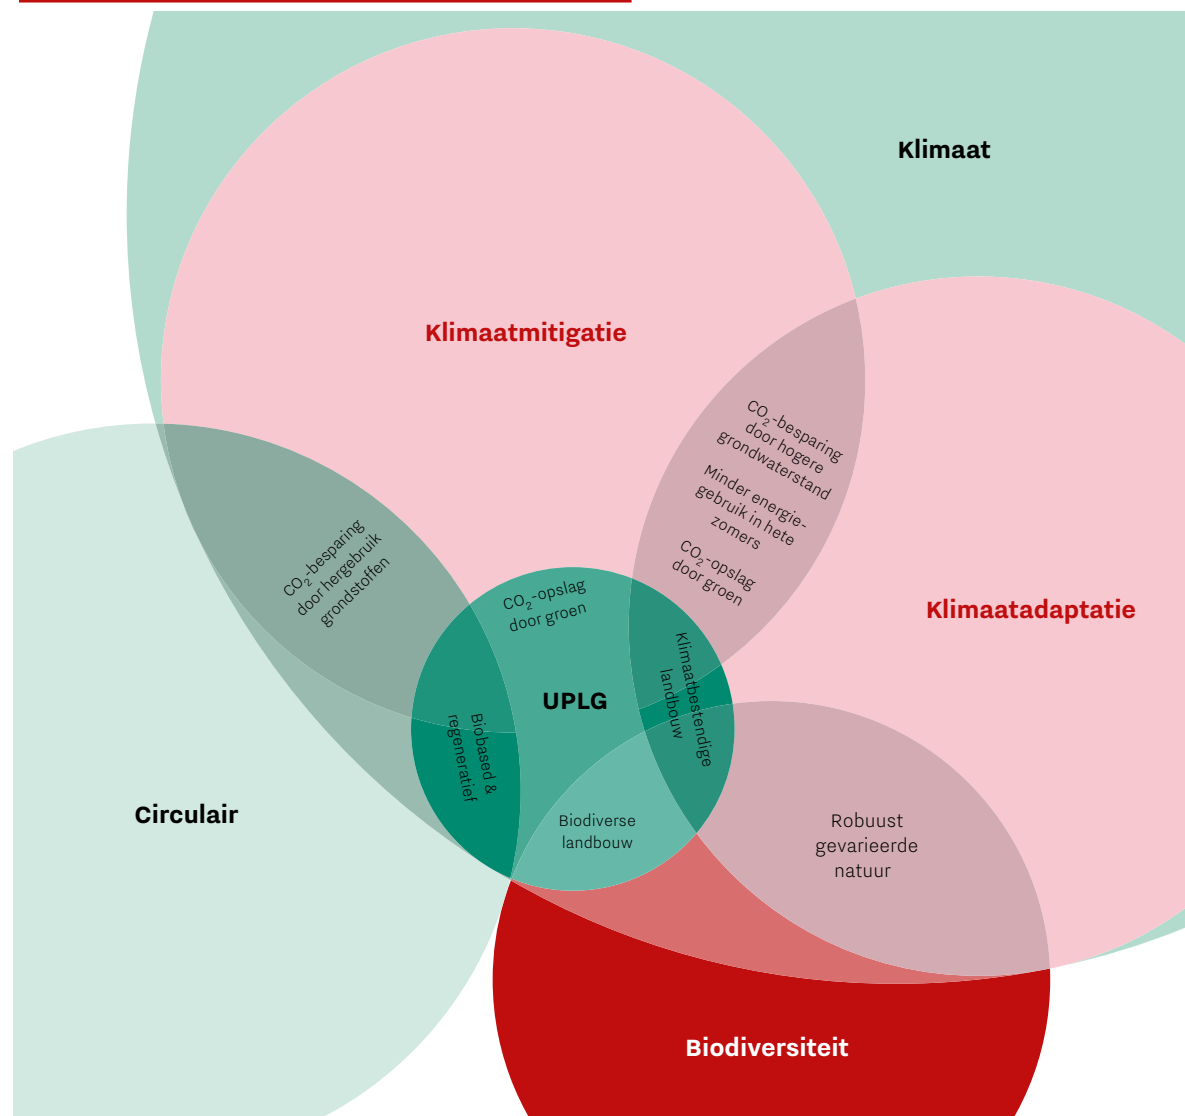 Klimaat
Klimaatmitigatie
CO₂-besparing
door hogere
grondwaterstand
Minder energie-
gebruik in hete
zomers
CO₂-opslag
door groen
CO₂-besparing
door hergebruik
grondstoffen
CO₂-opslag
door groen
Klimaatadaptatie
Klimaatbestendige
landbouw
UPLG
Biobased &
regeneratief
Circulair
Biodiverse
landbouw
Robuust
gevarieerde
natuur
Biodiversiteit